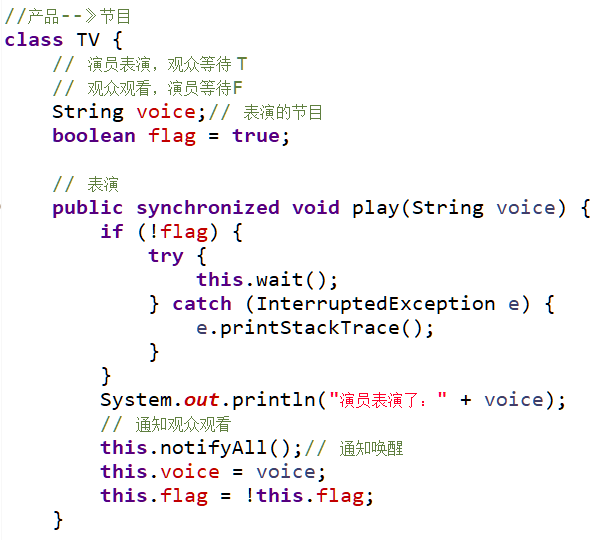 //产品--》节目
class TV {
    // 演员表演，观众等待 T
    // 观众观看，演员等待F
    String voice;// 表演的节目
    boolean flag = true;

    // 表演
    public synchronized void play(String voice) {
        if (!flag) {
            try {
                this.wait();
            } catch (InterruptedException e) {
                e.printStackTrace();
            }
        }
        System.out.println("演员表演了：" + voice);
        // 通知观众观看
        this.notifyAll();// 通知唤醒
        this.voice = voice;
        this.flag = !this.flag;
    }